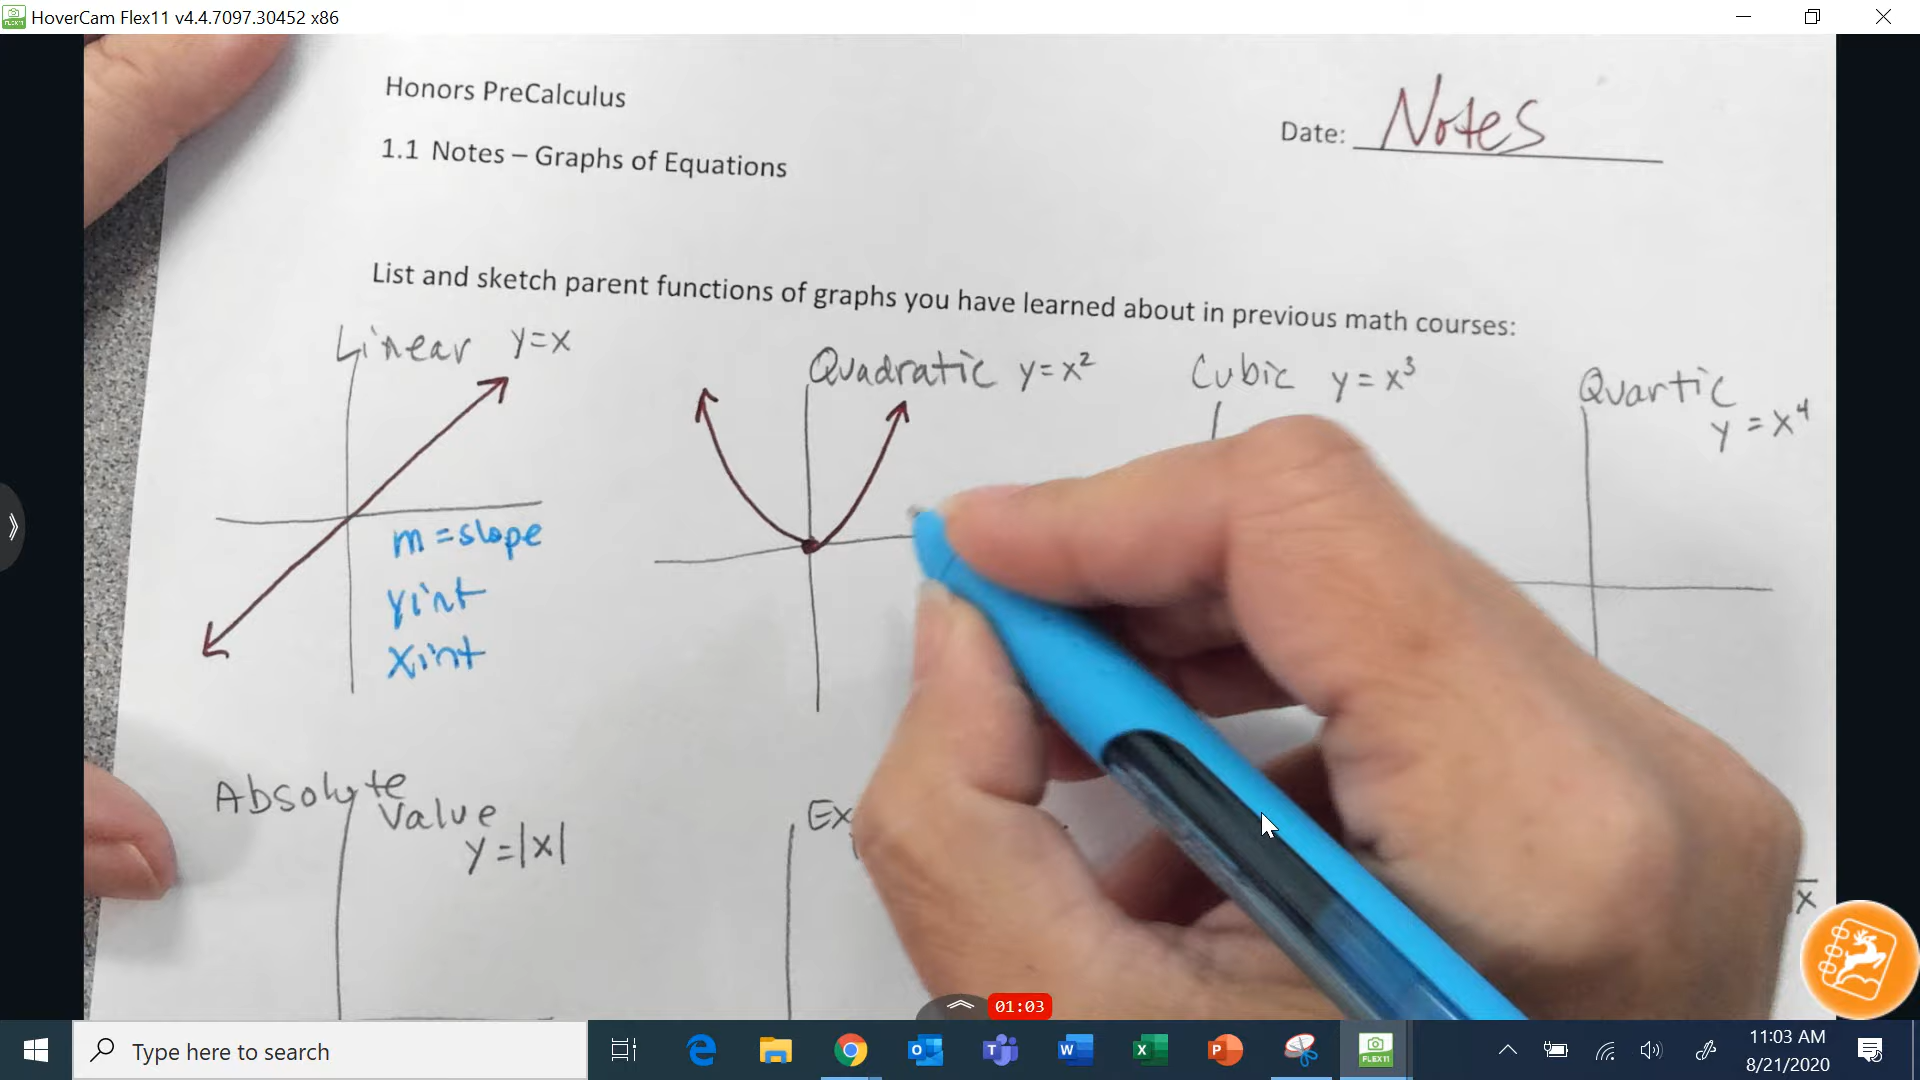 HoverCam Flex11 v4.4.7097.30452 x86
Honors PreCalculus
Date: Notes
1.1 Notes – Graphs of Equations
List and sketch parent functions of graphs you have learned about in previous math courses:
Linear y=x
Quadratic y=x²
Cubic y=x³
Quartic
y=x⁴
m=slope
yint
xint
Absolute
Value
y=|x|
Ex
x
01:03
Type here to search
11:03 AM
8/21/2020
FLEX11